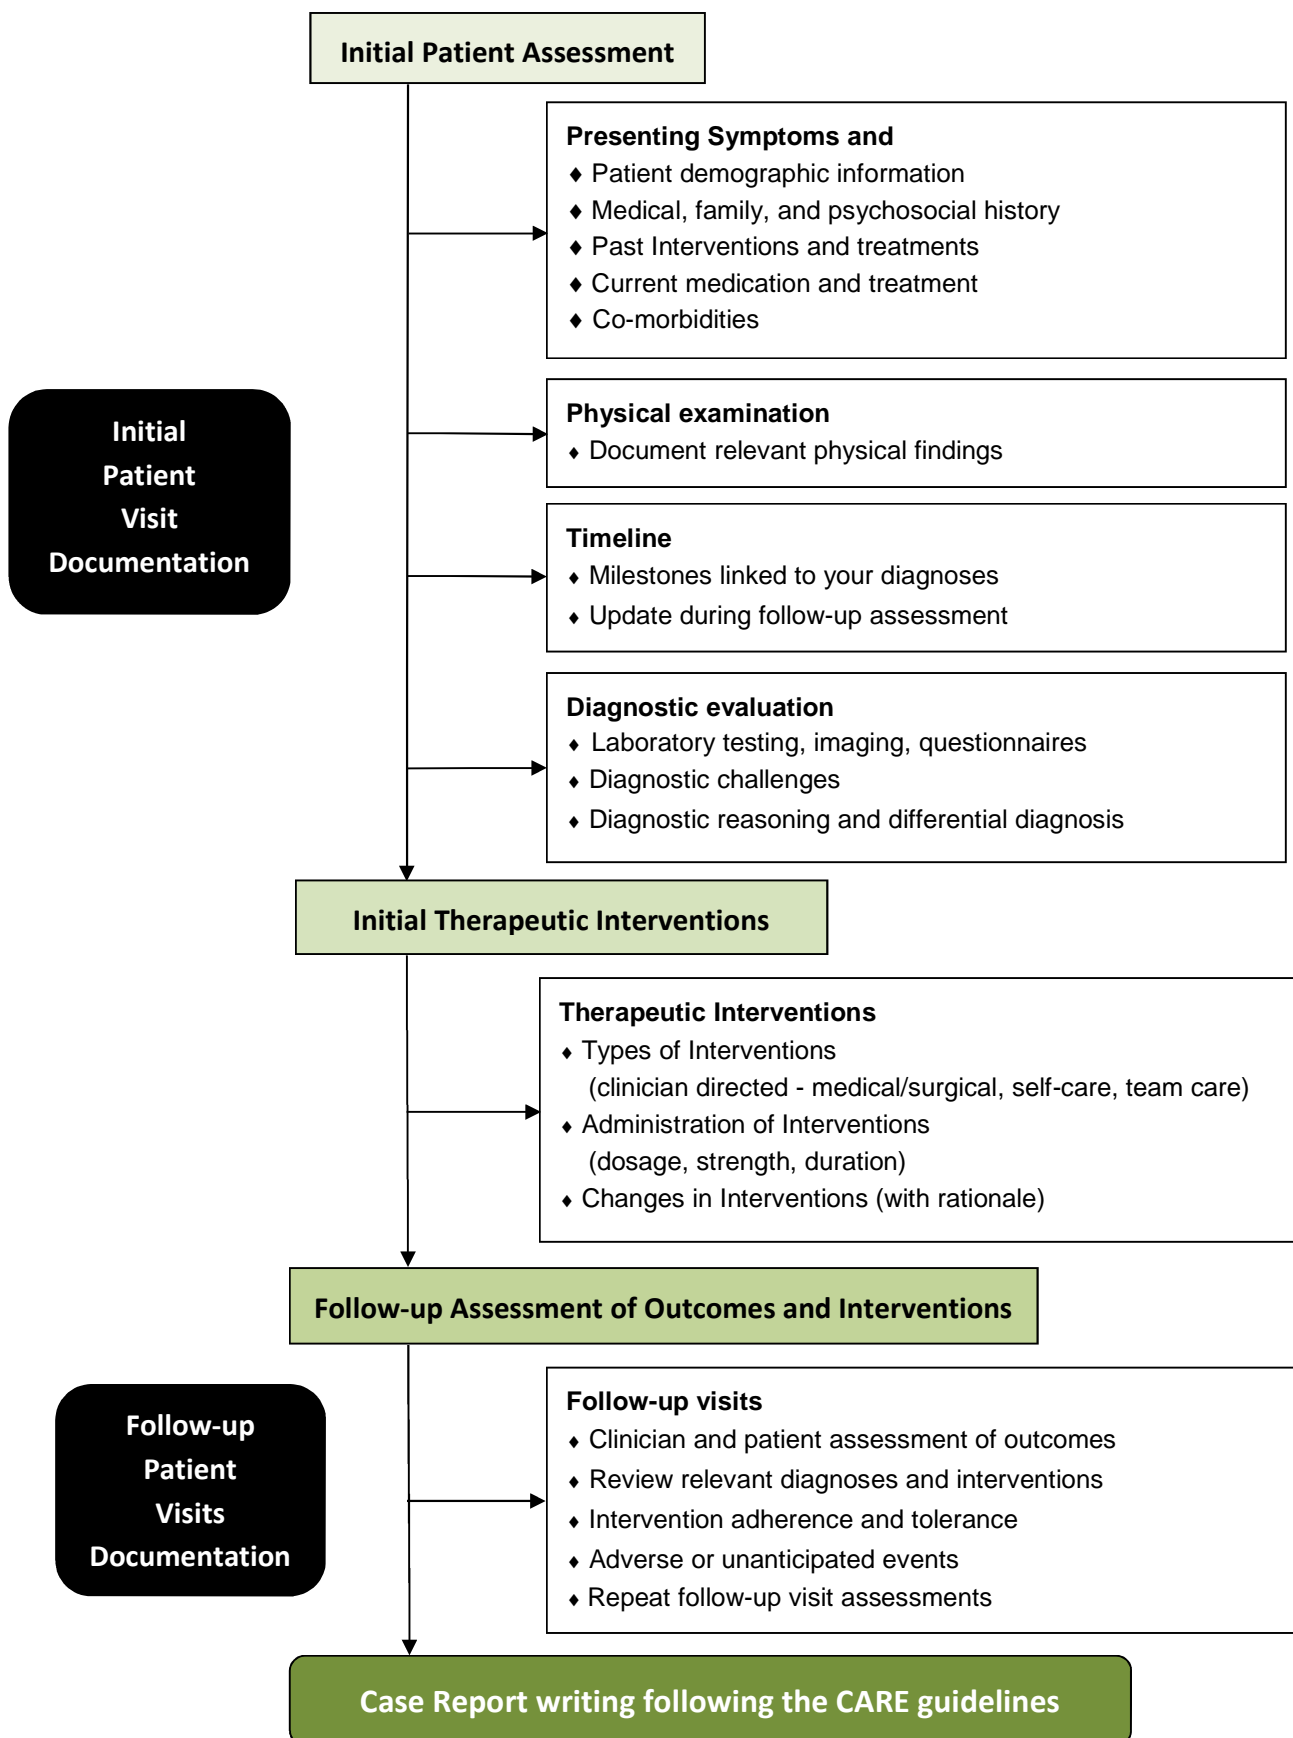 Initial Patient Assessment
Presenting Symptoms and
♦ Patient demographic information
♦ Medical, family, and psychosocial history
♦ Past Interventions and treatments
♦ Current medication and treatment
♦ Co-morbidities
Initial
Patient
Visit
Documentation
Physical examination
♦ Document relevant physical findings
Timeline
♦ Milestones linked to your diagnoses
♦ Update during follow-up assessment
Diagnostic evaluation
♦ Laboratory testing, imaging, questionnaires
♦ Diagnostic challenges
♦ Diagnostic reasoning and differential diagnosis
Initial Therapeutic Interventions
Therapeutic Interventions
♦ Types of Interventions
(clinician directed - medical/surgical, self-care, team care)
♦ Administration of Interventions
(dosage, strength, duration)
♦ Changes in Interventions (with rationale)
Follow-up Assessment of Outcomes and Interventions
Follow-up
Patient
Visits
Documentation
Follow-up visits
♦ Clinician and patient assessment of outcomes
♦ Review relevant diagnoses and interventions
♦ Intervention adherence and tolerance
♦ Adverse or unanticipated events
♦ Repeat follow-up visit assessments
Case Report writing following the CARE guidelines